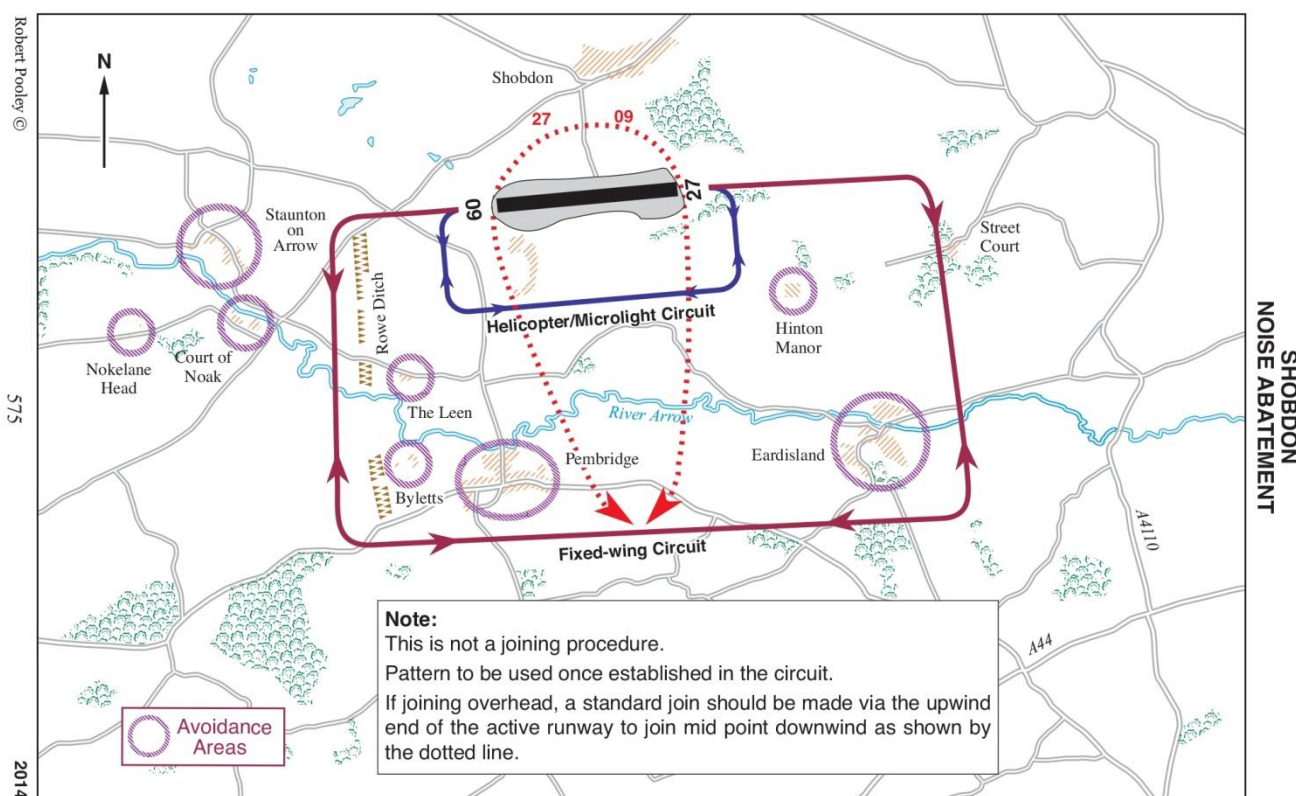 SHOBDON
NOISE ABATEMENT
Robert Pooley ©
575
2014
N
Shobdon
27
09
09
27
Staunton
on
Arrow
Street
Court
Rowe Ditch
Helicopter/Microlight Circuit
Hinton
Manor
Nokelane
Head
Court of
Noak
The Leen
River Arrow
Pembridge
Eardisland
Byletts
Fixed-wing Circuit
A4110
A44
Note:
This is not a joining procedure.
Pattern to be used once established in the circuit.
If joining overhead, a standard join should be made via the upwind
end of the active runway to join mid point downwind as shown by
the dotted line.
Avoidance
Areas